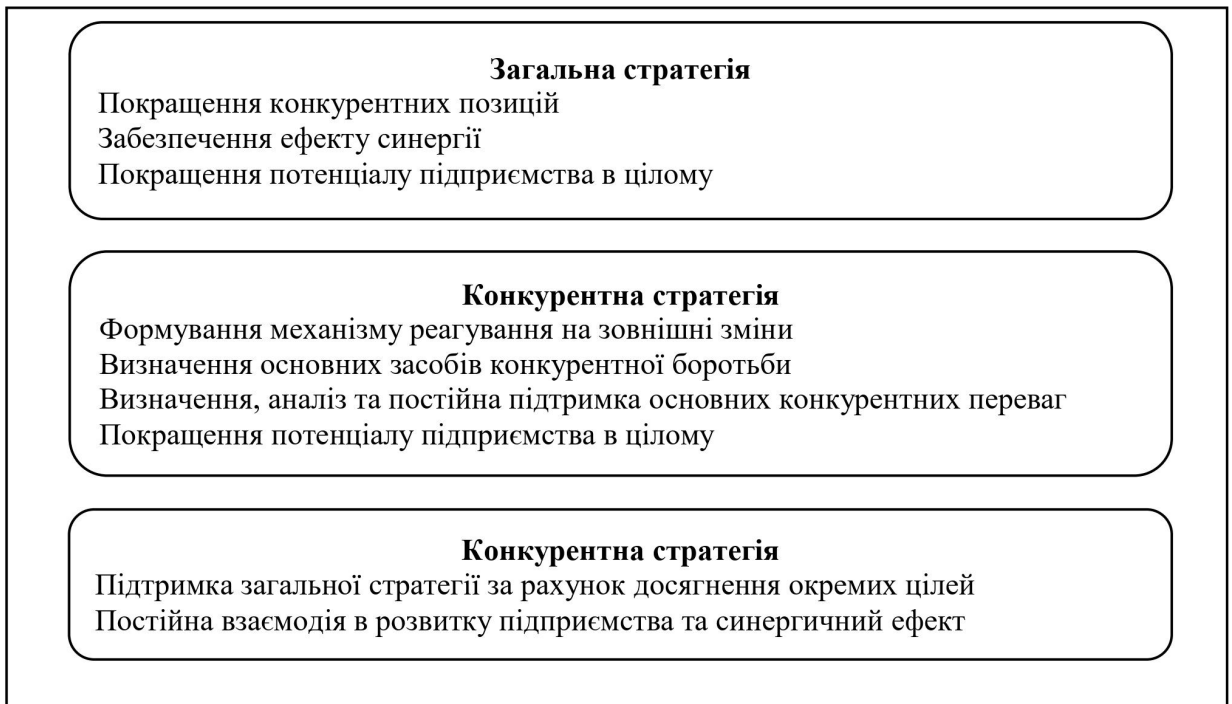 Загальна стратегія
Покращення конкурентних позицій
Забезпечення ефекту синергії
Покращення потенціалу підприємства в цілому
Конкурентна стратегія
Формування механізму реагування на зовнішні зміни
Визначення основних засобів конкурентної боротьби
Визначення, аналіз та постійна підтримка основних конкурентних переваг
Покращення потенціалу підприємства в цілому
Конкурентна стратегія
Підтримка загальної стратегії за рахунок досягнення окремих цілей
Постійна взаємодія в розвитку підприємства та синергичний ефект